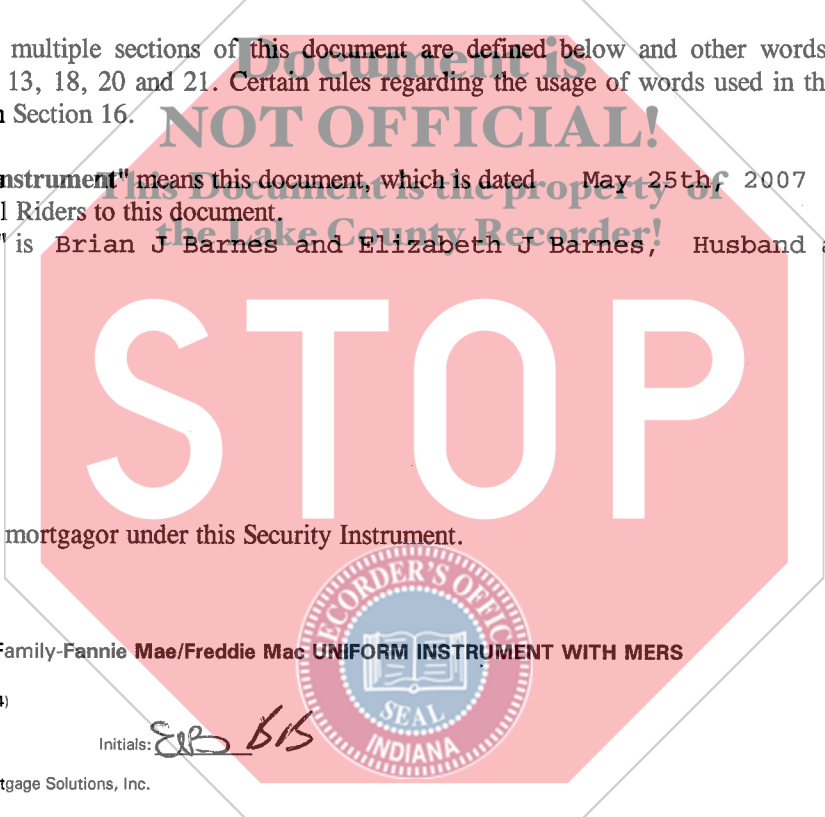 multiple sections of this document are defined below and other words
13, 18, 20 and 21. Certain rules regarding the usage of words used in th
Section 16.
Document is
NOT OFFICIAL!
This Document is the property of
the Lake County Recorder!
nstrument" means this document, which is dated May 25th, 2007
l Riders to this document.
" is Brian J Barnes and Elizabeth J Barnes, Husband a
STOP
mortgagor under this Security Instrument.
RECORDER'S OFFIC
SEAL
INDIANA
Family-Fannie Mae/Freddie Mac UNIFORM INSTRUMENT WITH MERS
4)
Initials: EJB BJB
tgage Solutions, Inc.